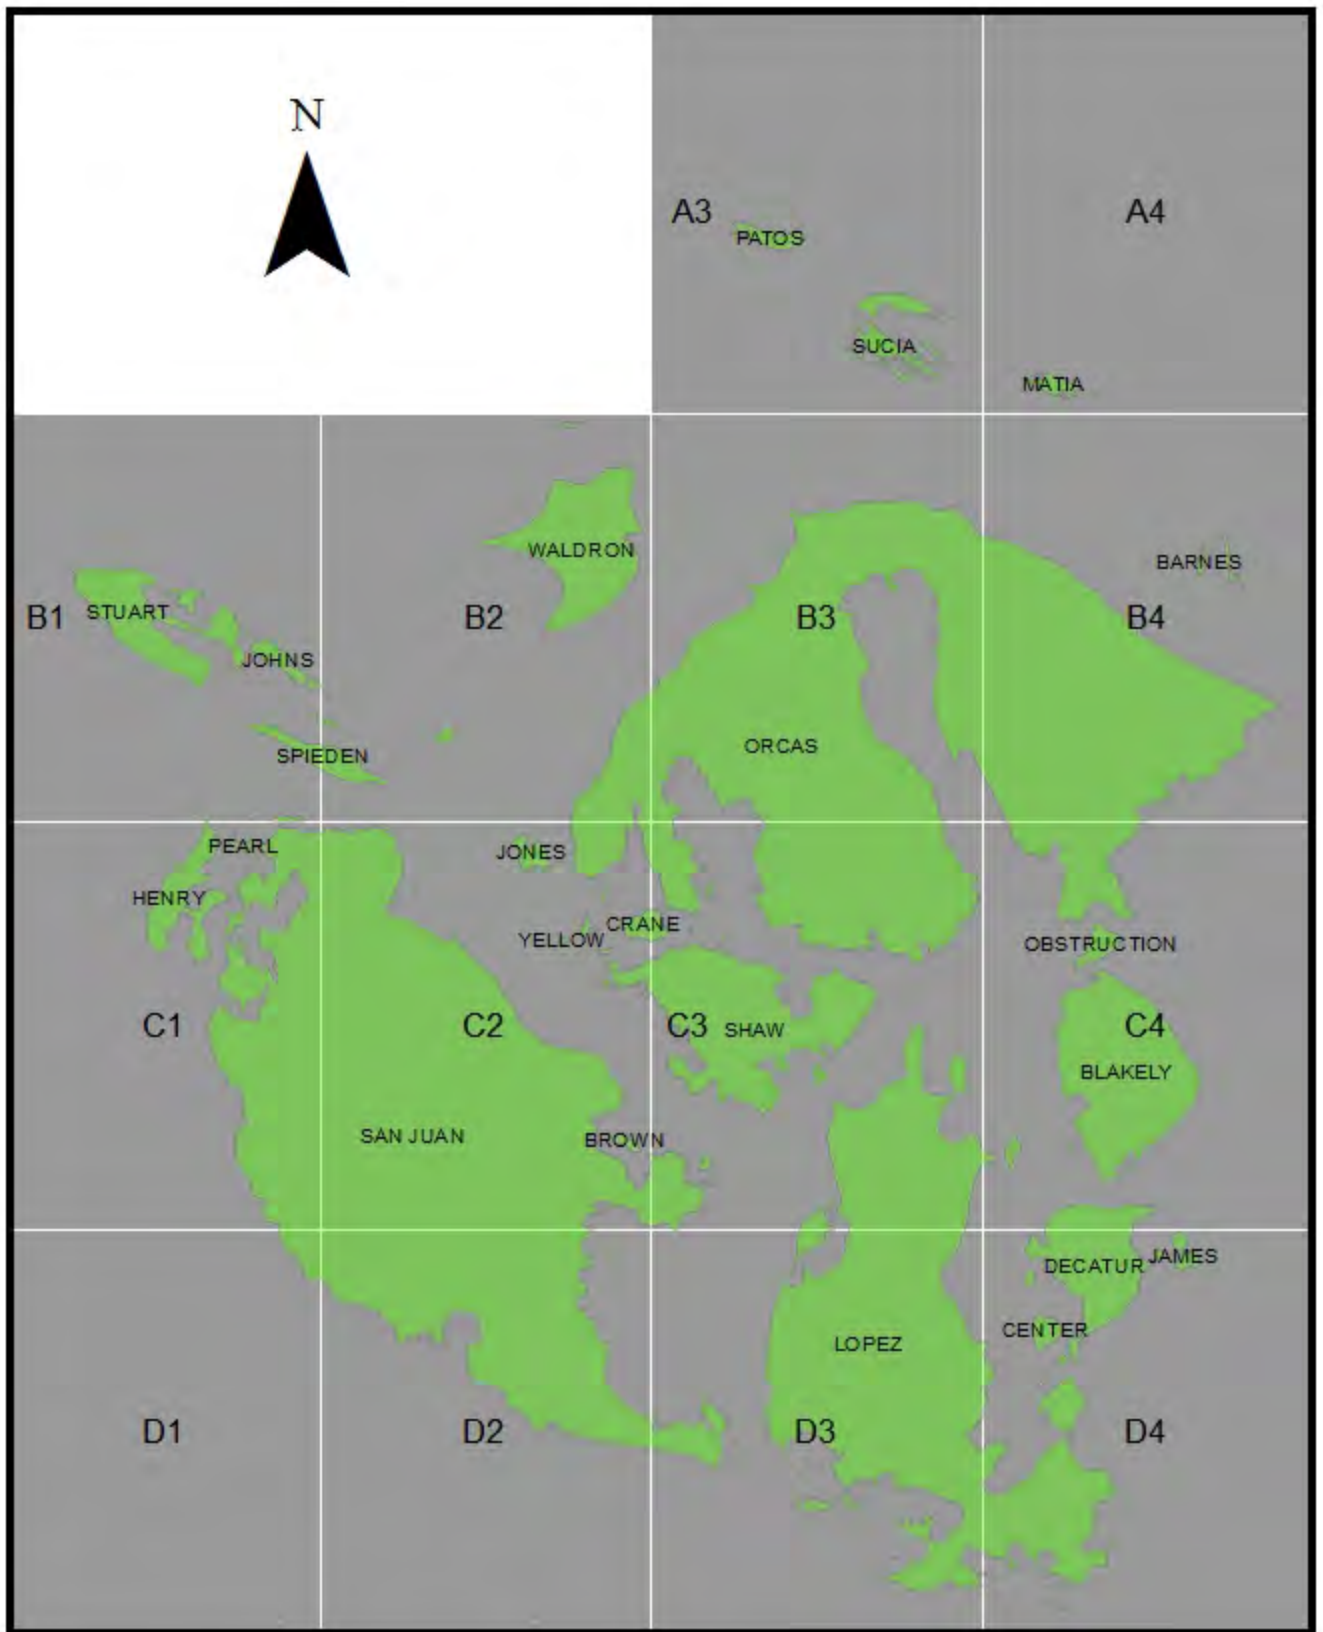 N
A3
A4
PATOS
SUCIA
MATIA
WALDRON
BARNES
B1
STUART
B2
B3
B4
JOHNS
ORCAS
SPIEDEN
PEARL
JONES
HENRY
CRANE
YELLOW
OBSTRUCTION
C1
C2
C3
SHAW
C4
BLAKELY
SAN JUAN
BROWN
DECATUR
JAMES
CENTER
LOPEZ
D1
D2
D3
D4